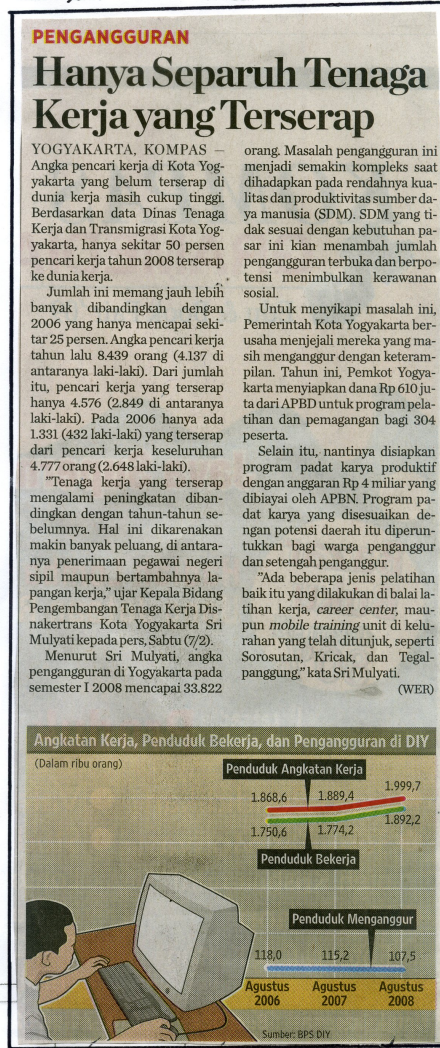 PENGANGGURAN
Hanya Separuh Tenaga
Kerja yang Terserap
YOGYAKARTA, KOMPAS —
Angka pencari kerja di Kota Yog-
yakarta yang belum terserap di
dunia kerja masih cukup tinggi.
Berdasarkan data Dinas Tenaga
Kerja dan Transmigrasi Kota Yog-
yakarta, hanya sekitar 50 persen
pencari kerja tahun 2008 terserap
ke dunia kerja.
Jumlah ini memang jauh lebih
banyak dibandingkan dengan
2006 yang hanya mencapai seki-
tar 25 persen. Angka pencari kerja
tahun lalu 8.439 orang (4.137 di
antaranya laki-laki). Dari jumlah
itu, pencari kerja yang terserap
hanya 4.576 (2.849 di antaranya
laki-laki). Pada 2006 hanya ada
1.331 (432 laki-laki) yang terserap
dari pencari kerja keseluruhan
4.777 orang (2.648 laki-laki).
"Tenaga kerja yang terserap
mengalami peningkatan diban-
dingkan dengan tahun-tahun se-
belumnya. Hal ini dikarenakan
makin banyak peluang, di antara-
nya penerimaan pegawai negeri
sipil maupun bertambahnya la-
pangan kerja," ujar Kepala Bidang
Pengembangan Tenaga Kerja Dis-
nakertrans Kota Yogyakarta Sri
Mulyati kepada pers, Sabtu (7/2).
Menurut Sri Mulyati, angka
pengangguran di Yogyakarta pada
semester I 2008 mencapai 33.822
orang. Masalah pengangguran ini
menjadi semakin kompleks saat
dihadapkan pada rendahnya kua-
litas dan produktivitas sumber da-
ya manusia (SDM). SDM yang ti-
dak sesuai dengan kebutuhan pa-
sar ini kian menambah jumlah
pengangguran terbuka dan berpo-
tensi menimbulkan kerawanan
sosial.
Untuk menyikapi masalah ini,
Pemerintah Kota Yogyakarta ber-
usaha menjejali mereka yang ma-
sih menganggur dengan keteram-
pilan. Tahun ini, Pemkot Yogya-
karta menyiapkan dana Rp 610 ju-
ta dari APBD untuk program pela-
tihan dan pemagangan bagi 304
peserta.
Selain itu, nantinya disiapkan
program padat karya produktif
dengan anggaran Rp 4 miliar yang
dibiayai oleh APBN. Program pa-
dat karya yang disesuaikan de-
ngan potensi daerah itu diperun-
tukkan bagi warga penganggur
dan setengah penganggur.
"Ada beberapa jenis pelatihan
baik itu yang dilakukan di balai la-
tihan kerja, career center, mau-
pun mobile training unit di kelu-
rahan yang telah ditunjuk, seperti
Sorosutan, Kricak, dan Tegal-
panggung," kata Sri Mulyati.
(WER)
Angkatan Kerja, Penduduk Bekerja, dan Pengangguran di DIY
(Dalam ribu orang)
Penduduk Angkatan Kerja
1.868,6 1.889,4 1.999,7
1.750,6 1.774,2 1.892,2
Penduduk Bekerja
Penduduk Menganggur
118,0 115,2 107,5
Agustus Agustus Agustus
2006 2007 2008
Sumber: BPS DIY